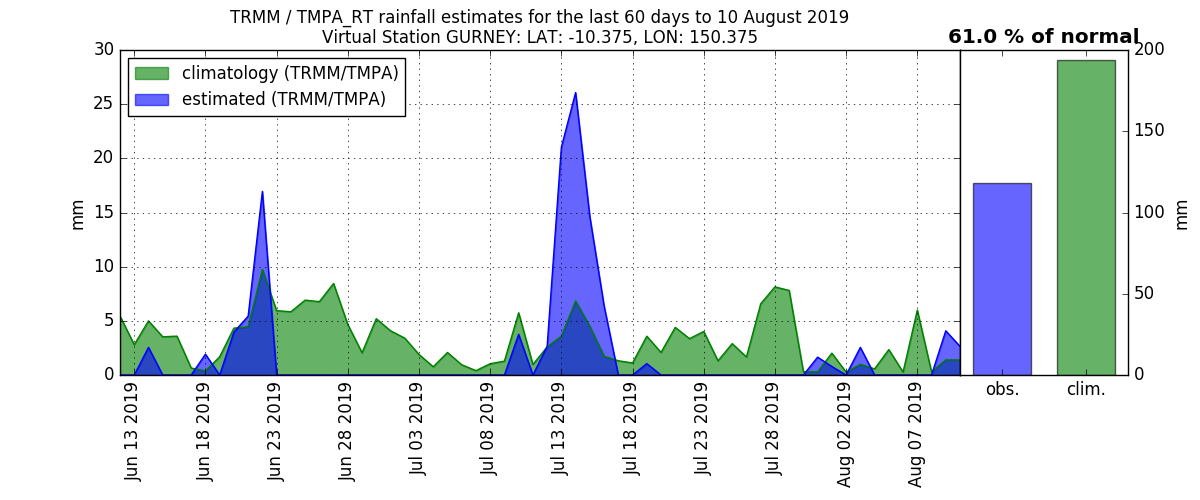 TRMM / TMPA_RT rainfall estimates for the last 60 days to 10 August 2019
Virtual Station GURNEY: LAT: -10.375, LON: 150.375
61.0 % of normal
climatology (TRMM/TMPA)
estimated (TRMM/TMPA)
30
25
20
15
10
5
0
mm
Jun 13 2019
Jun 18 2019
Jun 23 2019
Jun 28 2019
Jul 03 2019
Jul 08 2019
Jul 13 2019
Jul 18 2019
Jul 23 2019
Jul 28 2019
Aug 02 2019
Aug 07 2019
obs.
clim.
200
150
100
50
0
mm